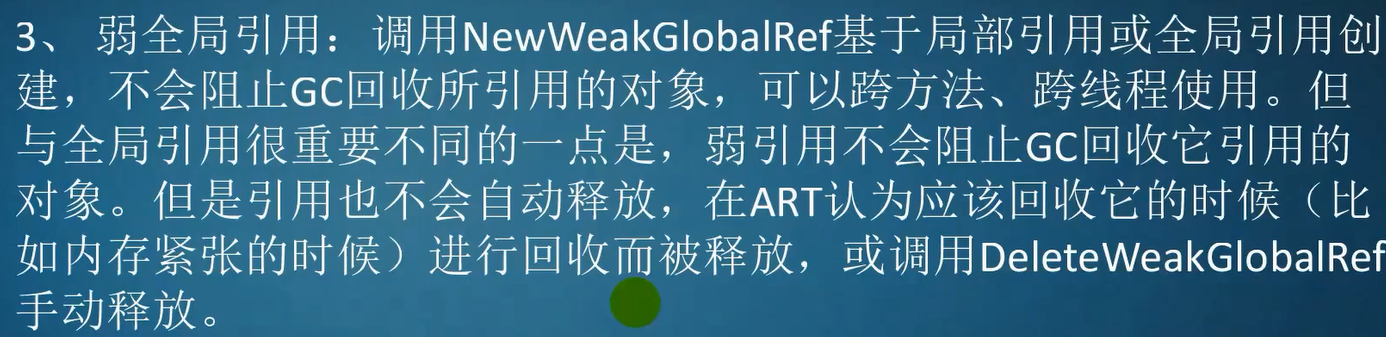 3、 弱全局引用：调用NewWeakGlobalRef基于局部引用或全局引用创
建，不会阻止GC回收所引用的对象，可以跨方法、跨线程使用。但
与全局引用很重要不同的一点是，弱引用不会阻止GC回收它引用的
对象。但是引用也不会自动释放，在ART认为应该回收它的时候（比
如内存紧张的时候）进行回收而被释放，或调用DeleteWeakGlobalRef
手动释放。